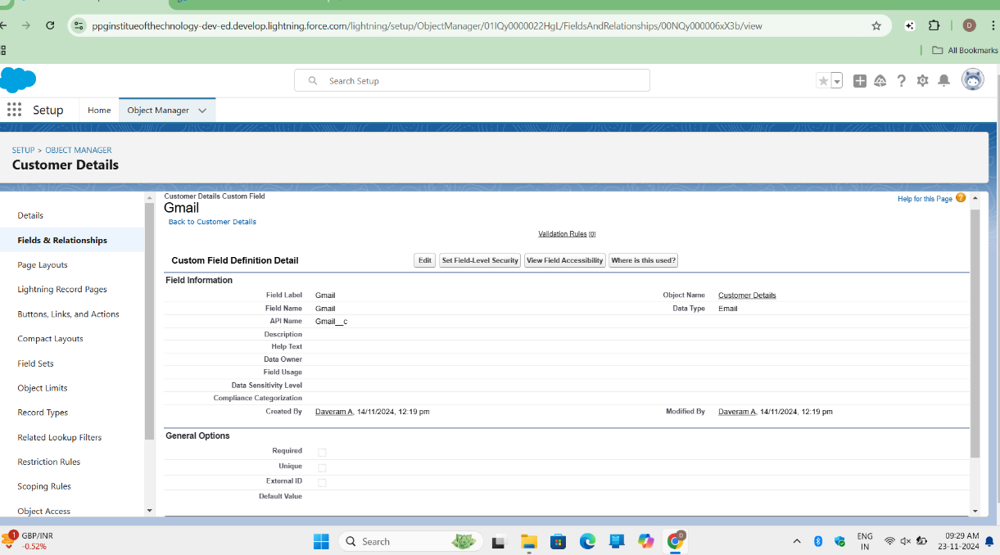 ppginstitueofthechnology-dev-ed.develop.lightning.force.com/lightning/setup/ObjectManager/01IQy0000022HgL/FieldsAndRelationships/00NQy000006xX3b/view
D
All Bookmarks
Search Setup
Setup
Home
Object Manager
SETUP > OBJECT MANAGER
Customer Details
Details
Fields & Relationships
Page Layouts
Lightning Record Pages
Buttons, Links, and Actions
Compact Layouts
Field Sets
Object Limits
Record Types
Related Lookup Filters
Restriction Rules
Scoping Rules
Object Access
Customer Details Custom Field
Gmail
Back to Customer Details
Help for this Page ?
Validation Rules [0]
Custom Field Definition Detail
Edit
Set Field-Level Security
View Field Accessibility
Where is this used?
Field Information
Field Label Gmail Object Name Customer Details
Field Name Gmail Data Type Email
API Name Gmail__c
Description
Help Text
Data Owner
Field Usage
Data Sensitivity Level
Compliance Categorization
Created By Daveram A, 14/11/2024, 12:19 pm Modified By Daveram A, 14/11/2024, 12:19 pm
General Options
Required
Unique
External ID
Default Value
1
GBP/INR
-0.52%
Search
D
ENG
IN
09:29 AM
23-11-2024